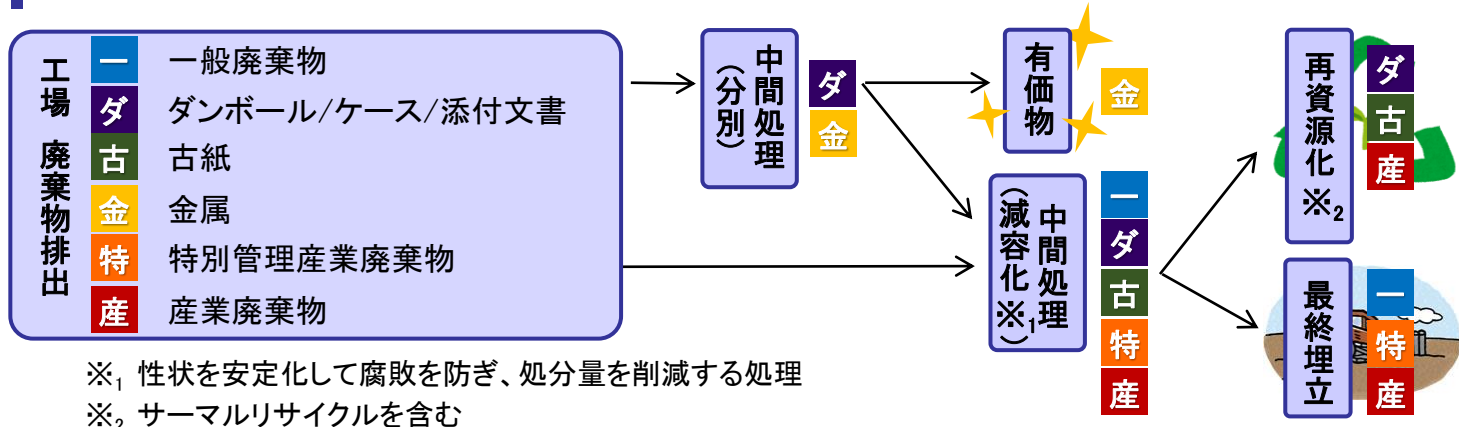 工場 廃棄物排出
一 一般廃棄物
ダ ダンボール/ケース/添付文書
古 古紙
金 金属
特 特別管理産業廃棄物
産 産業廃棄物
中間処理
（分別）
ダ
金
有価物
金
中間処理
（減容化※1）
一
ダ
古
特
産
再資源化※2
ダ
古
産
最終埋立
一
特
産
※1 性状を安定化して腐敗を防ぎ、処分量を削減する処理
※2 サーマルリサイクルを含む